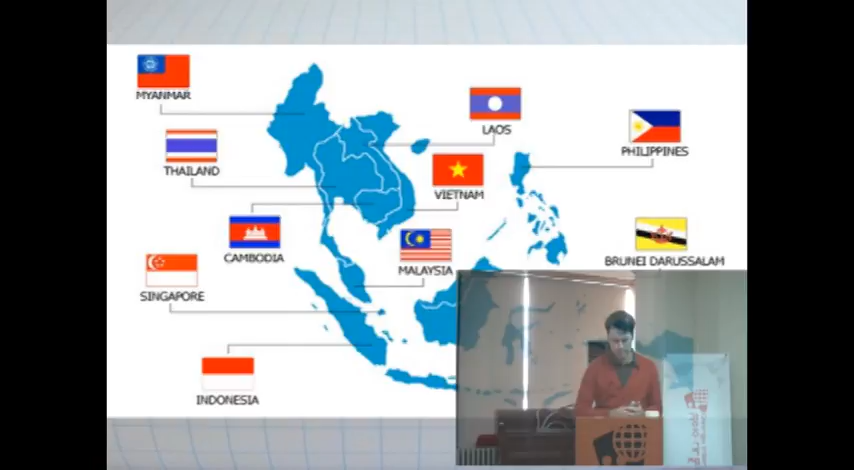 MYANMAR
LAOS
PHILIPPINES
THAILAND
VIETNAM
CAMBODIA
MALAYSIA
BRUNEI DARUSSALAM
SINGAPORE
INDONESIA